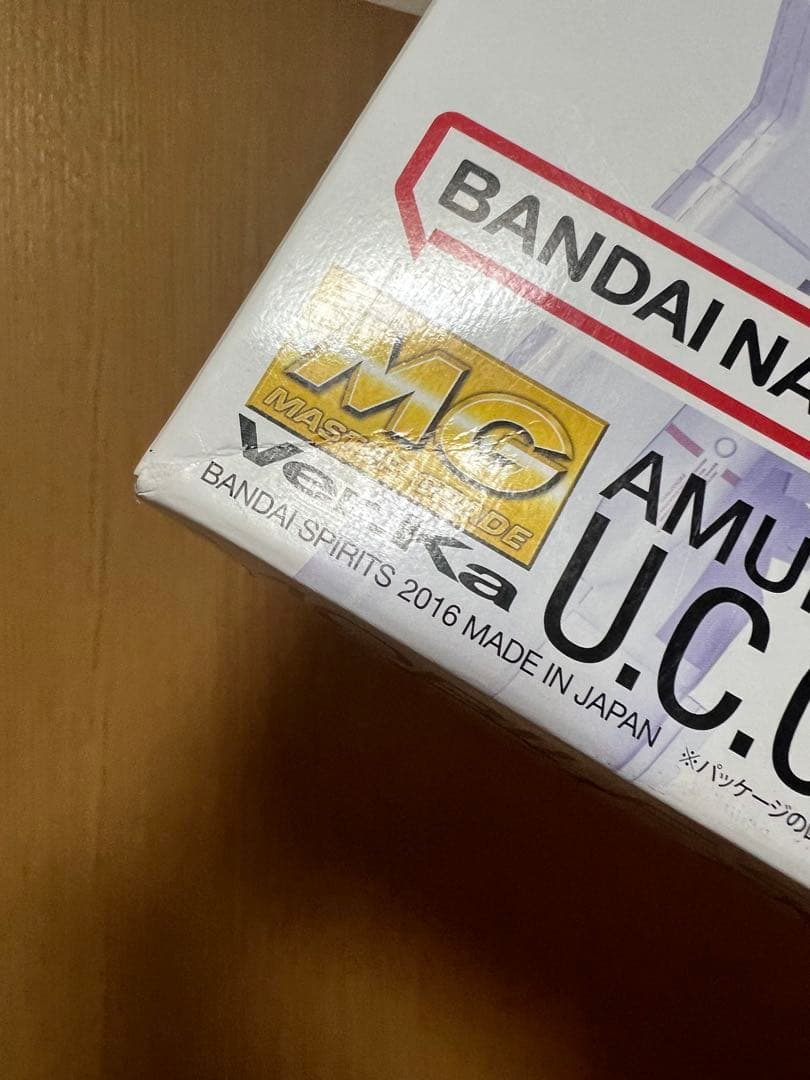 BANDAI NA
MG
MASTER GRADE
Ver.Ka
AMU
U.C.
BANDAI SPIRITS 2016 MADE IN JAPAN
※パッケージの